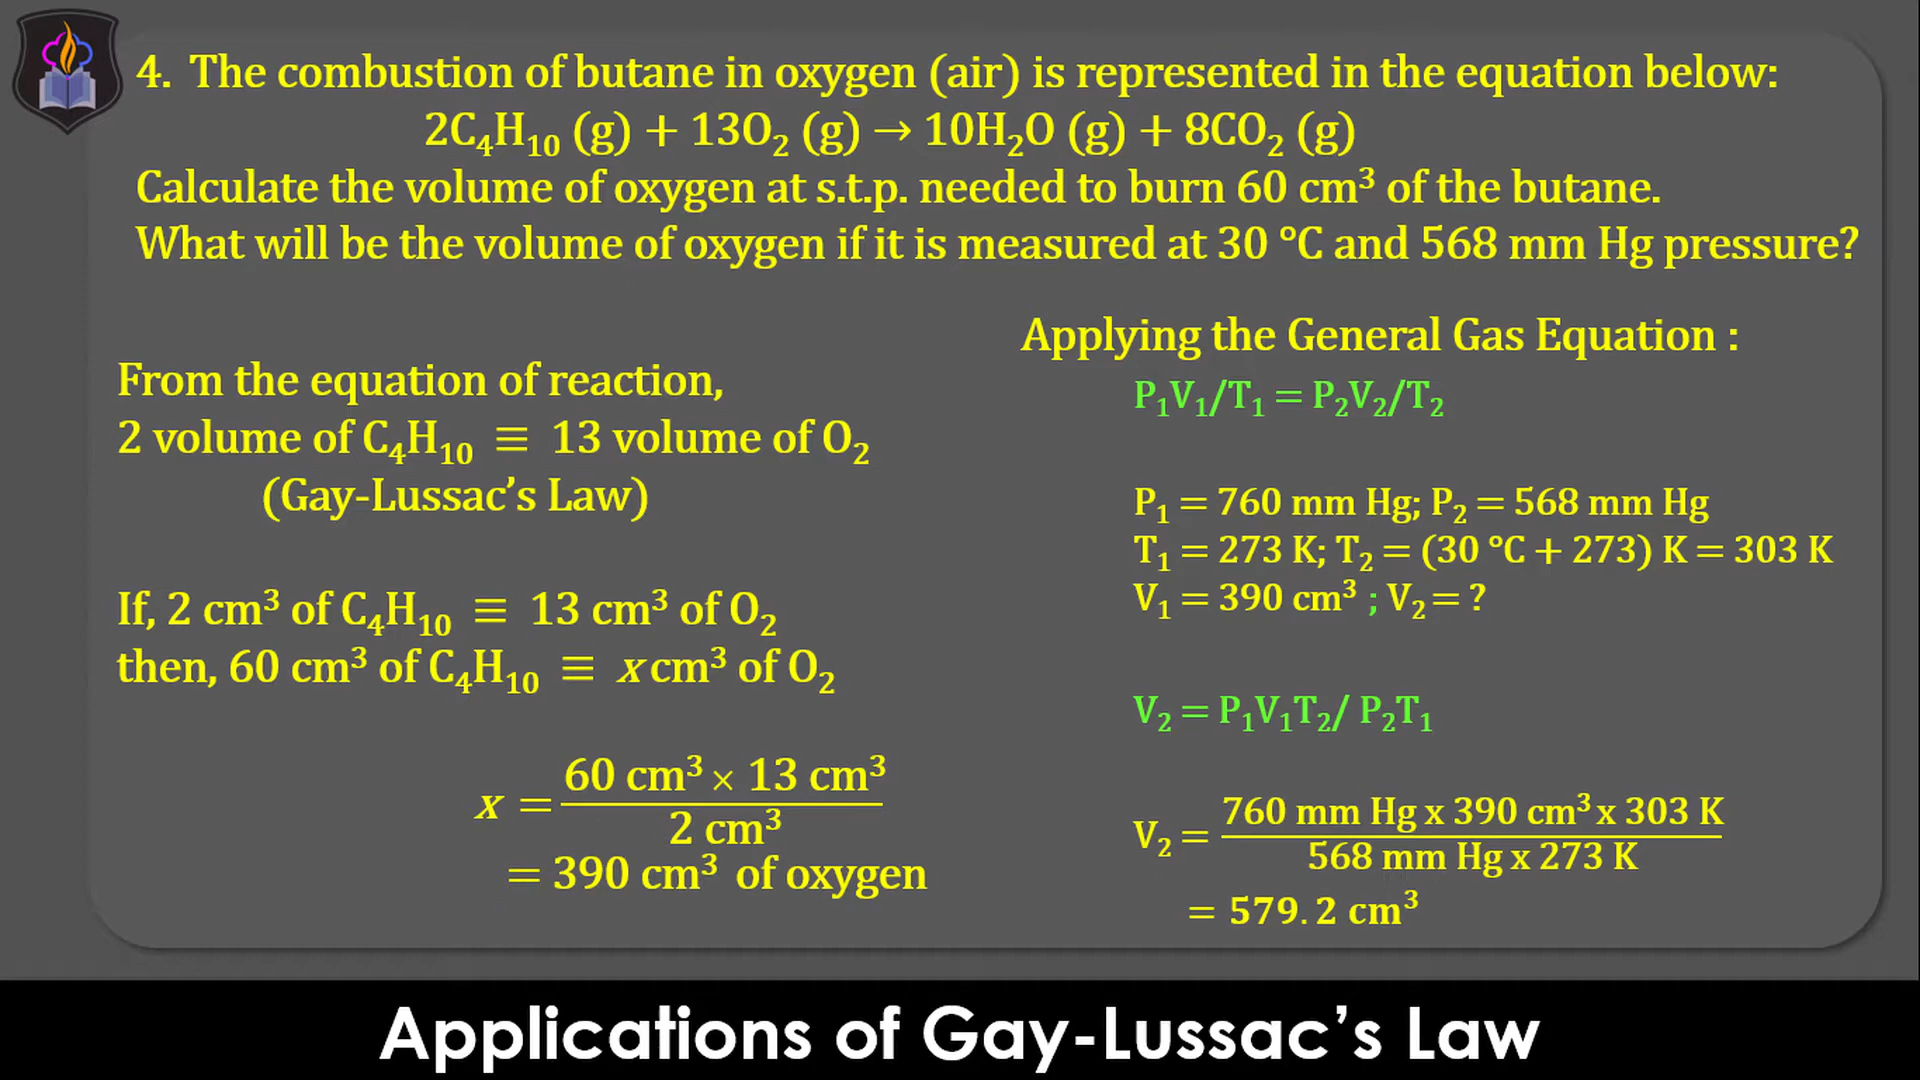 4. The combustion of butane in oxygen (air) is represented in the equation below:
2C₄H₁₀ (g) + 13O₂ (g) → 10H₂O (g) + 8CO₂ (g)
Calculate the volume of oxygen at s.t.p. needed to burn 60 cm³ of the butane.
What will be the volume of oxygen if it is measured at 30 °C and 568 mm Hg pressure?
From the equation of reaction,
2 volume of C₄H₁₀ ≡ 13 volume of O₂
(Gay-Lussac’s Law)
If, 2 cm³ of C₄H₁₀ ≡ 13 cm³ of O₂
then, 60 cm³ of C₄H₁₀ ≡ x cm³ of O₂
x = 60 cm³ × 13 cm³ / 2 cm³
= 390 cm³ of oxygen
Applying the General Gas Equation :
P₁V₁/T₁ = P₂V₂/T₂
P₁ = 760 mm Hg; P₂ = 568 mm Hg
T₁ = 273 K; T₂ = (30 °C + 273) K = 303 K
V₁ = 390 cm³ ; V₂ = ?
V₂ = P₁V₁T₂/ P₂T₁
V₂ = 760 mm Hg x 390 cm³ x 303 K / 568 mm Hg x 273 K
= 579.2 cm³
Applications of Gay-Lussac’s Law